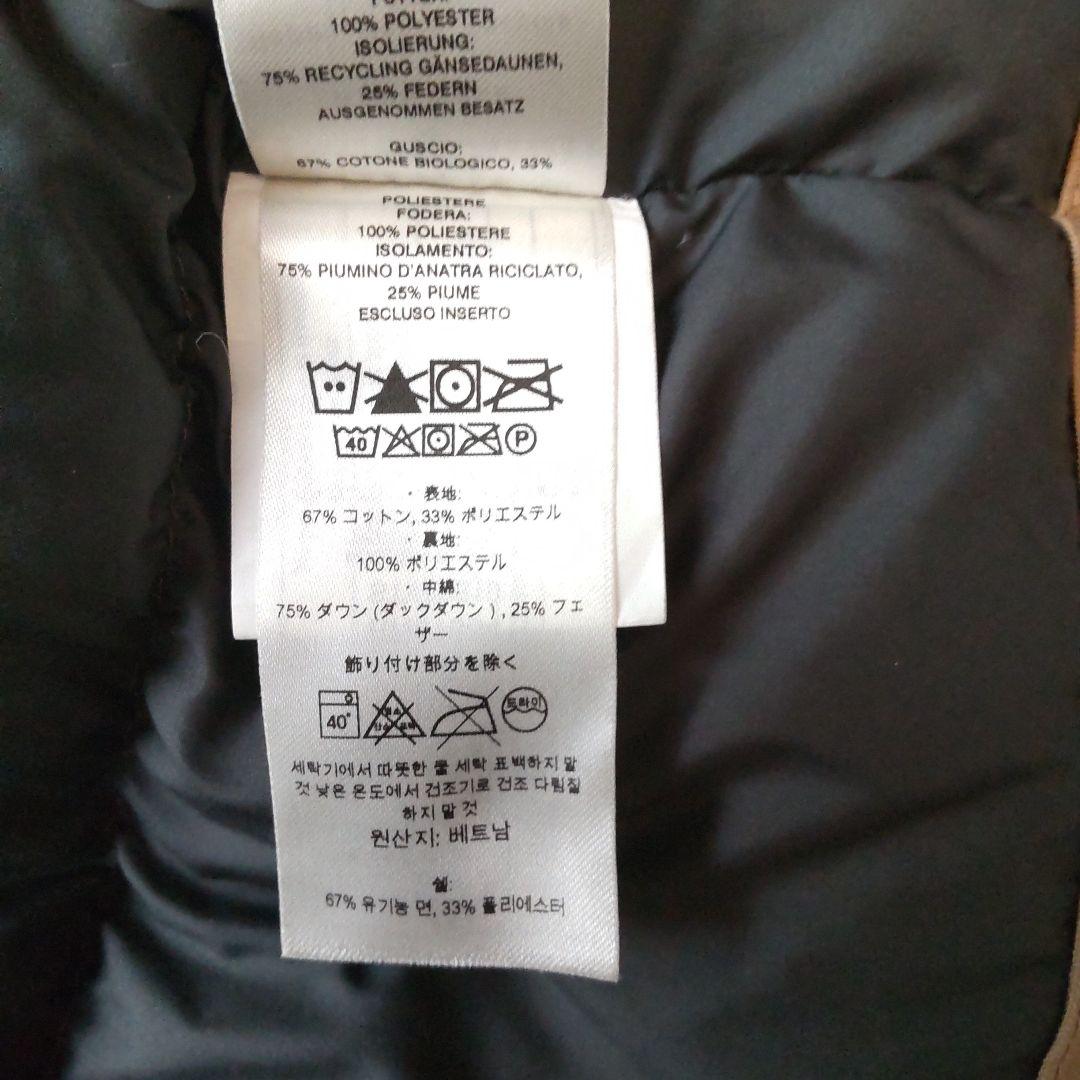 100% POLYESTER
ISOLIERUNG:
75% RECYCLING GÄNSEDAUNEN,
25% FEDERN
AUSGENOMMEN BESATZ
GUSCIO:
67% COTONE BIOLOGICO, 33%
POLIESTERE
FODERA:
100% POLIESTERE
ISOLAMENTO:
75% PIUMINO D'ANATRA RICICLATO,
25% PIUME
ESCLUSO INSERTO
40 P
・表地:
67% コットン, 33% ポリエステル
・裏地:
100% ポリエステル
・中綿:
75% ダウン (ダックダウン ) , 25% フェ
ザー
飾り付け部分を除く
40° 드라이
세탁기에서 따뜻한 물 세탁 표백하지 말
것 낮은 온도에서 건조기로 건조 다림질
하지 말 것
원산지: 베트남
쉘:
67% 유기농 면, 33% 폴리에스터